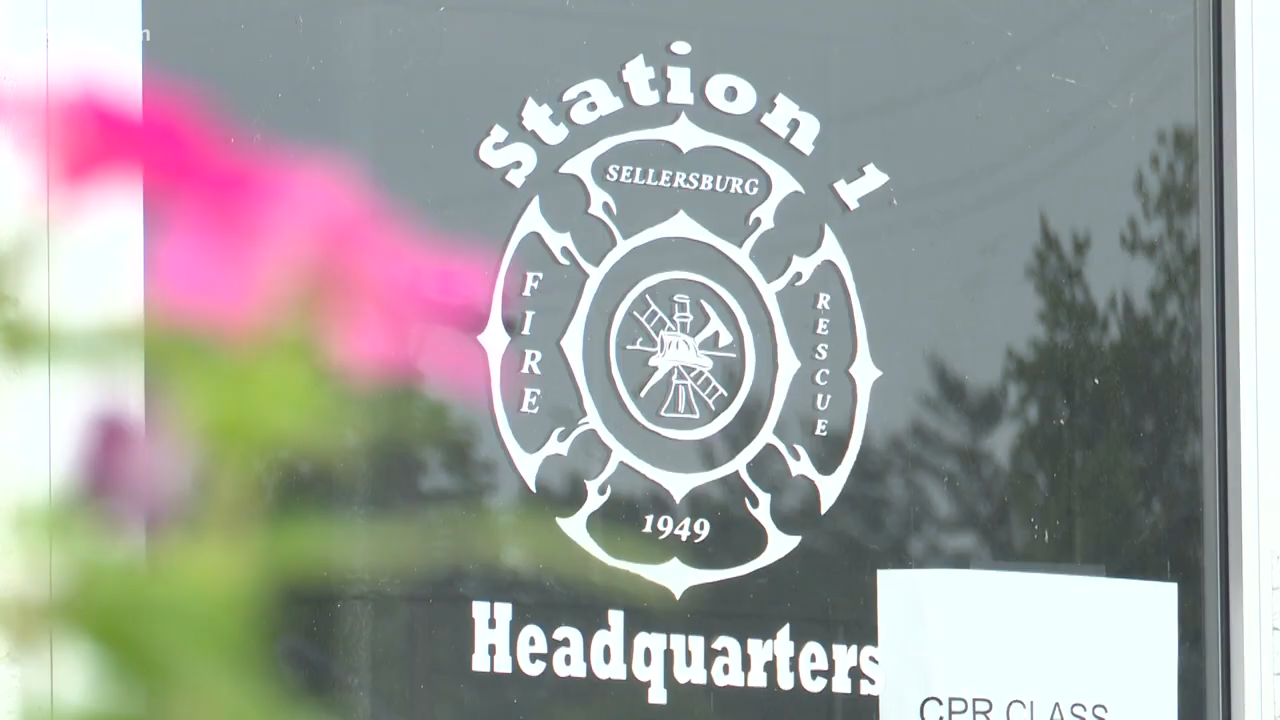 Station 1
SELLERSBURG
FIRE
RESCUE
1949
Headquarters
CPR CLASS